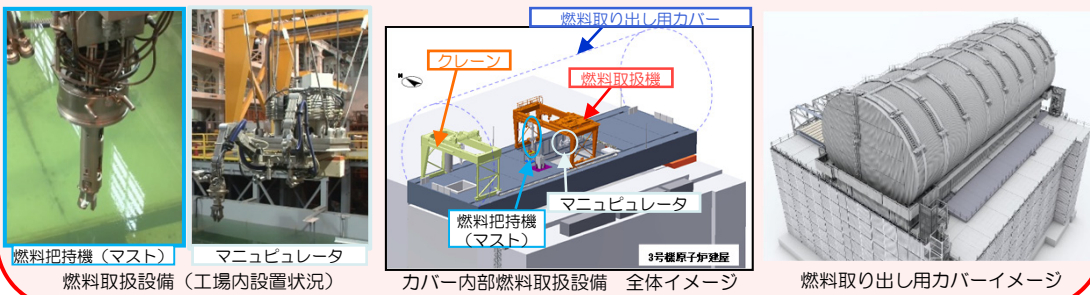 燃料取り出し用カバー
クレーン
燃料取扱機
マニュピュレータ
燃料把持機
（マスト）
3号機原子炉建屋
燃料把持機（マスト）
マニュピュレータ
燃料取扱設備（工場内設置状況）
カバー内部燃料取扱設備　全体イメージ
燃料取り出し用カバーイメージ